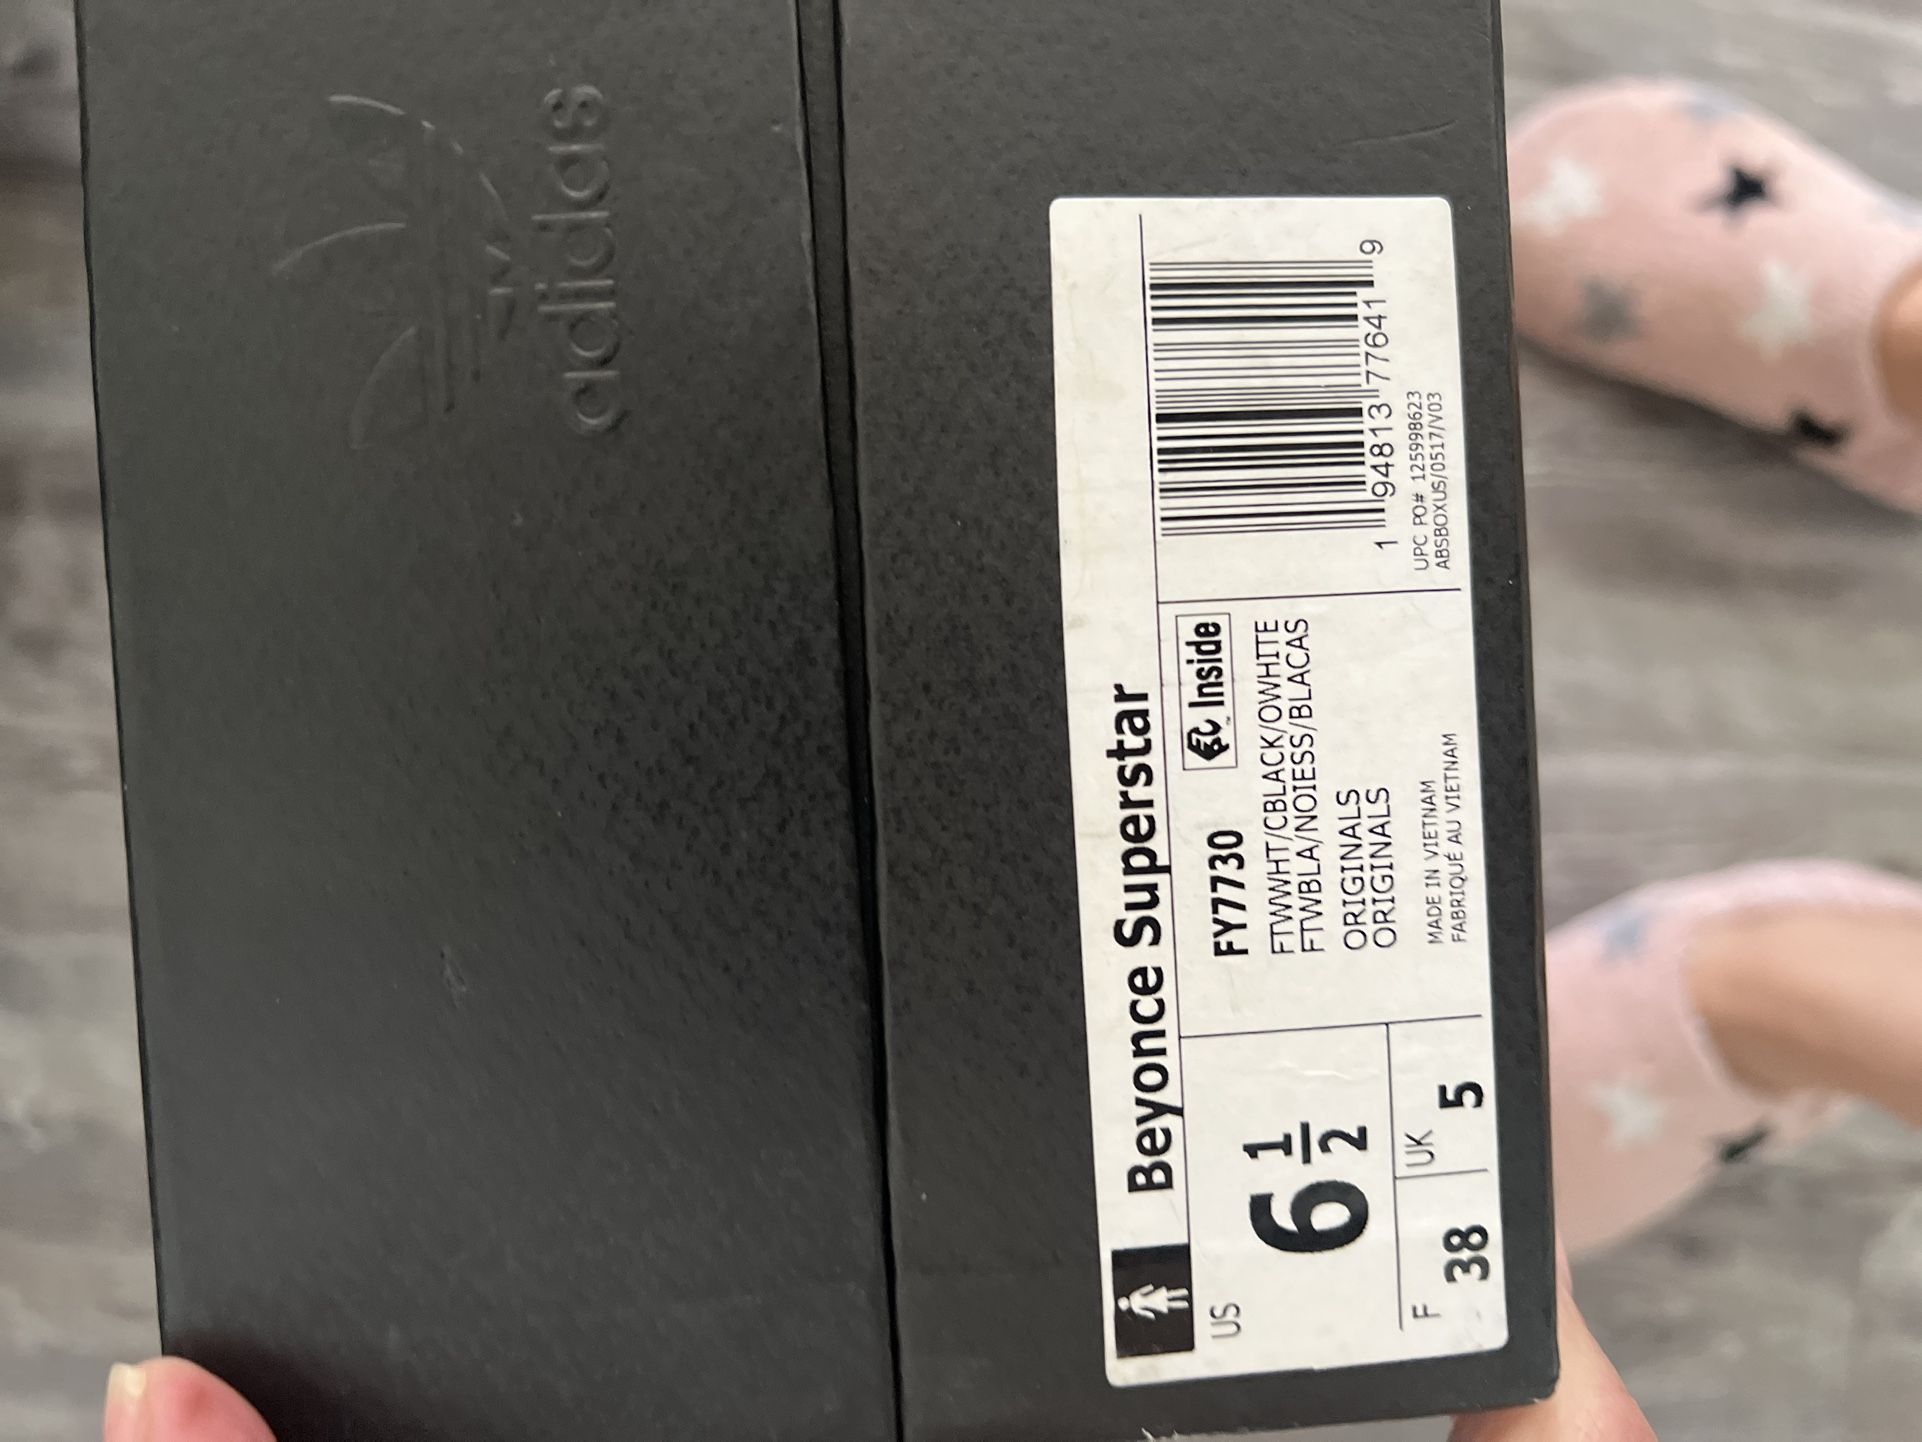 adidas
Beyonce Superstar
US
6 1/2
F
38
UK
5
FY7730
Inside
FTWWHT/CBLACK/OWHITE
FTWBLA/NOIESS/BLACAS
ORIGINALS
ORIGINALS
MADE IN VIETNAM
FABRIQUÉ AU VIETNAM
1 94813 77641 9
UPC PO# 125998623
ABSBOXUS/0517/V03